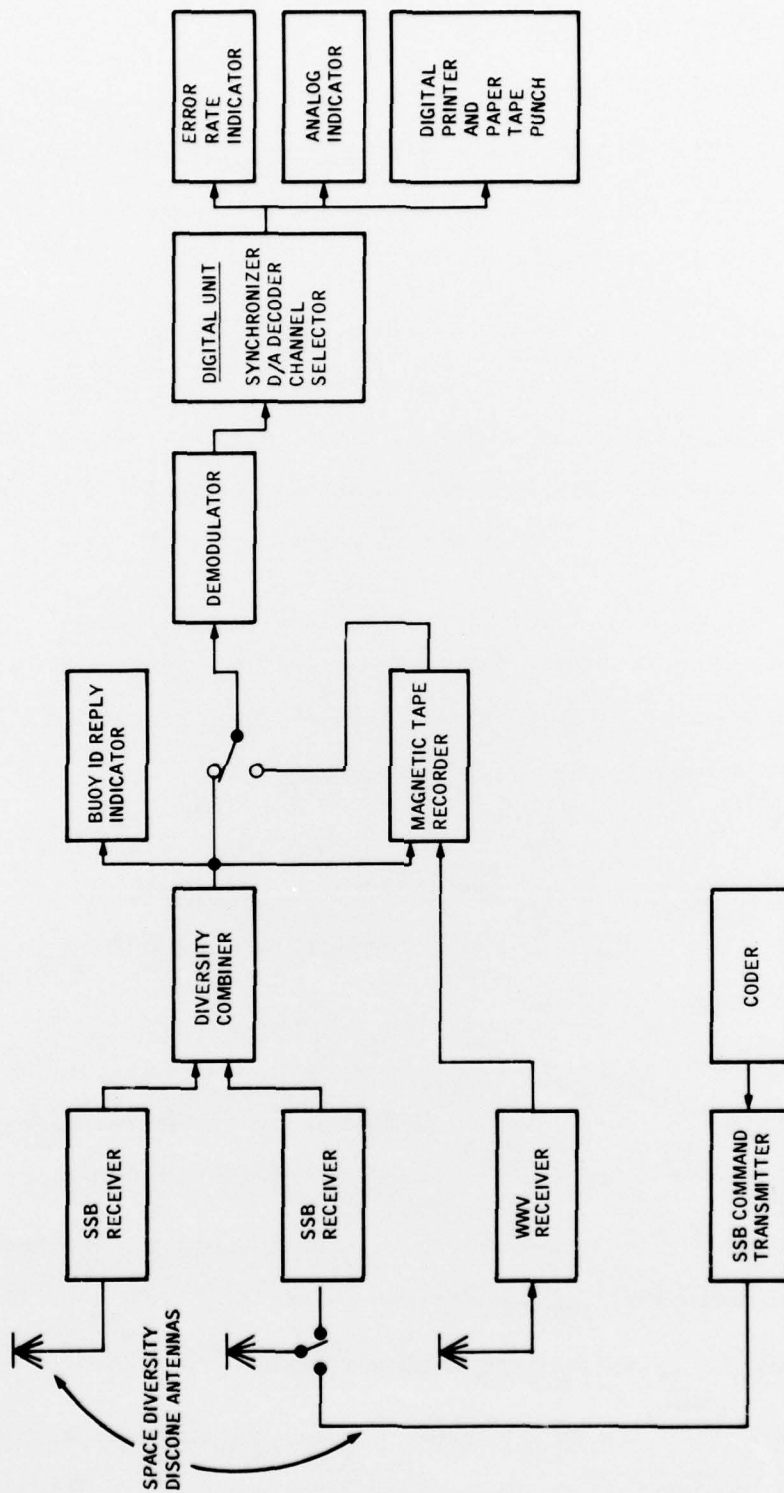 SPACE DIVERSITY
DISCONE ANTENNAS
SSB
RECEIVER
SSB
RECEIVER
WWV
RECEIVER
SSB COMMAND
TRANSMITTER
DIVERSITY
COMBINER
CODER
BUOY ID REPLY
INDICATOR
MAGNETIC TAPE
RECORDER
DEMODULATOR
DIGITAL UNIT
SYNCHRONIZER
D/A DECODER
CHANNEL
SELECTOR
ERROR
RATE
INDICATOR
ANALOG
INDICATOR
DIGITAL
PRINTER
AND
PAPER
TAPE
PUNCH